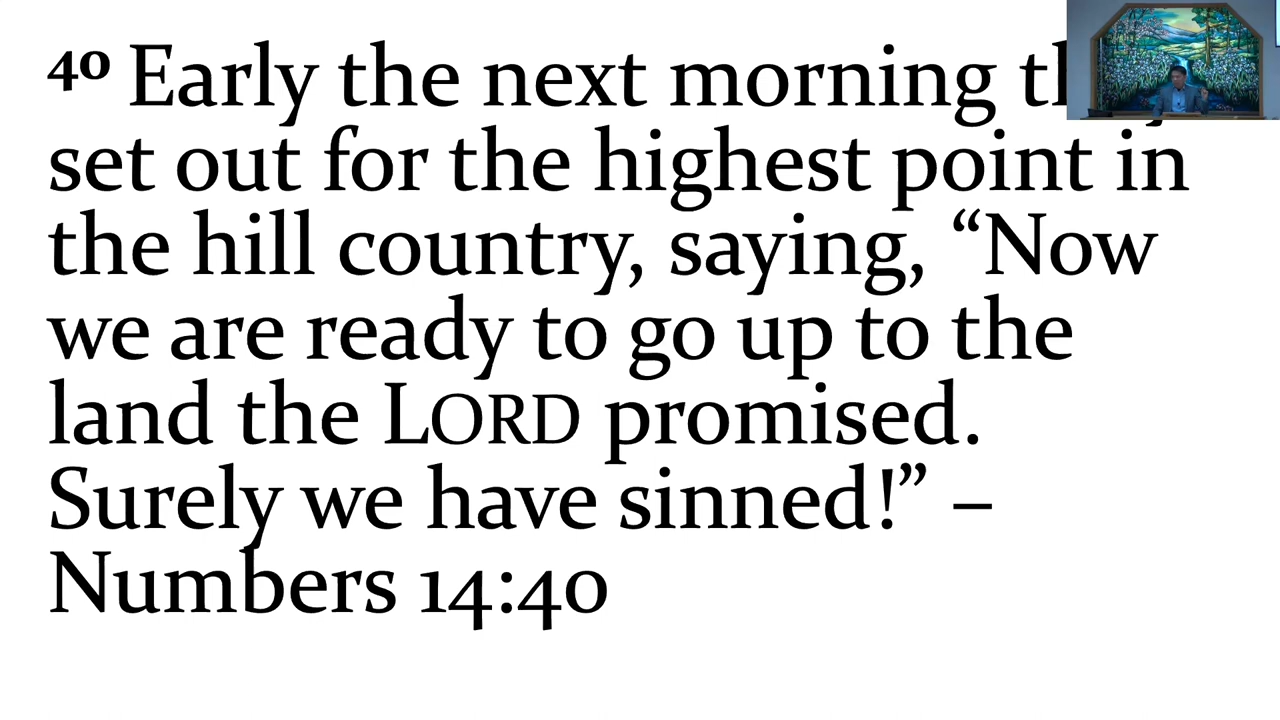 40 Early the next morning
set out for the highest point in
the hill country, saying, “Now
we are ready to go up to the
land the LORD promised.
Surely we have sinned!” –
Numbers 14:40